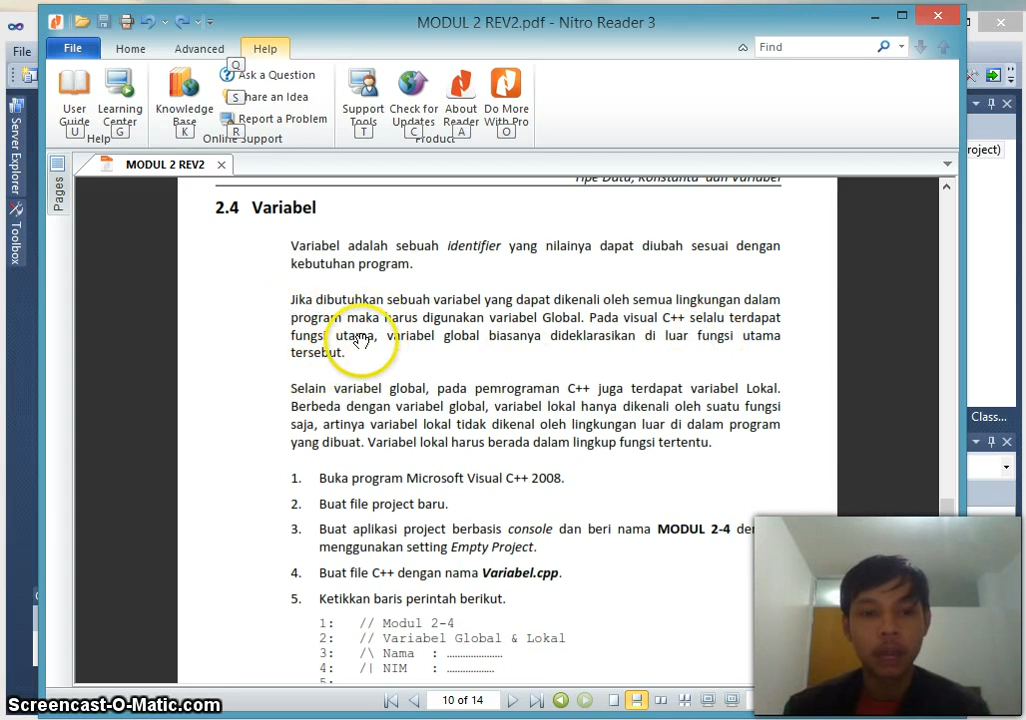 MODUL 2 REV2.pdf - Nitro Reader 3
File
File Home Advanced Help
Find
Q
Ask a Question
S hare an Idea
Report a Problem
User Guide
Learning Center
Knowledge Base
Support Tools
Check for Updates
About Reader
Do More With Pro
U G K R T C A O
Help Online Support Product
Server Explorer
Toolbox
Pages
MODUL 2 REV2
roject)
Class...
Tipe Data, Konstanta dan Variabel
2.4 Variabel
Variabel adalah sebuah identifier yang nilainya dapat diubah sesuai dengan
kebutuhan program.
Jika dibutuhkan sebuah variabel yang dapat dikenali oleh semua lingkungan dalam
program maka harus digunakan variabel Global. Pada visual C++ selalu terdapat
fungsi utama, variabel global biasanya dideklarasikan di luar fungsi utama
tersebut.
Selain variabel global, pada pemrograman C++ juga terdapat variabel Lokal.
Berbeda dengan variabel global, variabel lokal hanya dikenali oleh suatu fungsi
saja, artinya variabel lokal tidak dikenal oleh lingkungan luar di dalam program
yang dibuat. Variabel lokal harus berada dalam lingkup fungsi tertentu.
1. Buka program Microsoft Visual C++ 2008.
2. Buat file project baru.
3. Buat aplikasi project berbasis console dan beri nama MODUL 2-4 de
menggunakan setting Empty Project.
4. Buat file C++ dengan nama Variabel.cpp.
5. Ketikkan baris perintah berikut.
1: // Modul 2-4
2: // Variabel Global & Lokal
3: /\ Nama : ......................
4: /| NIM : ...................
5:
10 of 14
Screencast-O-Matic.com